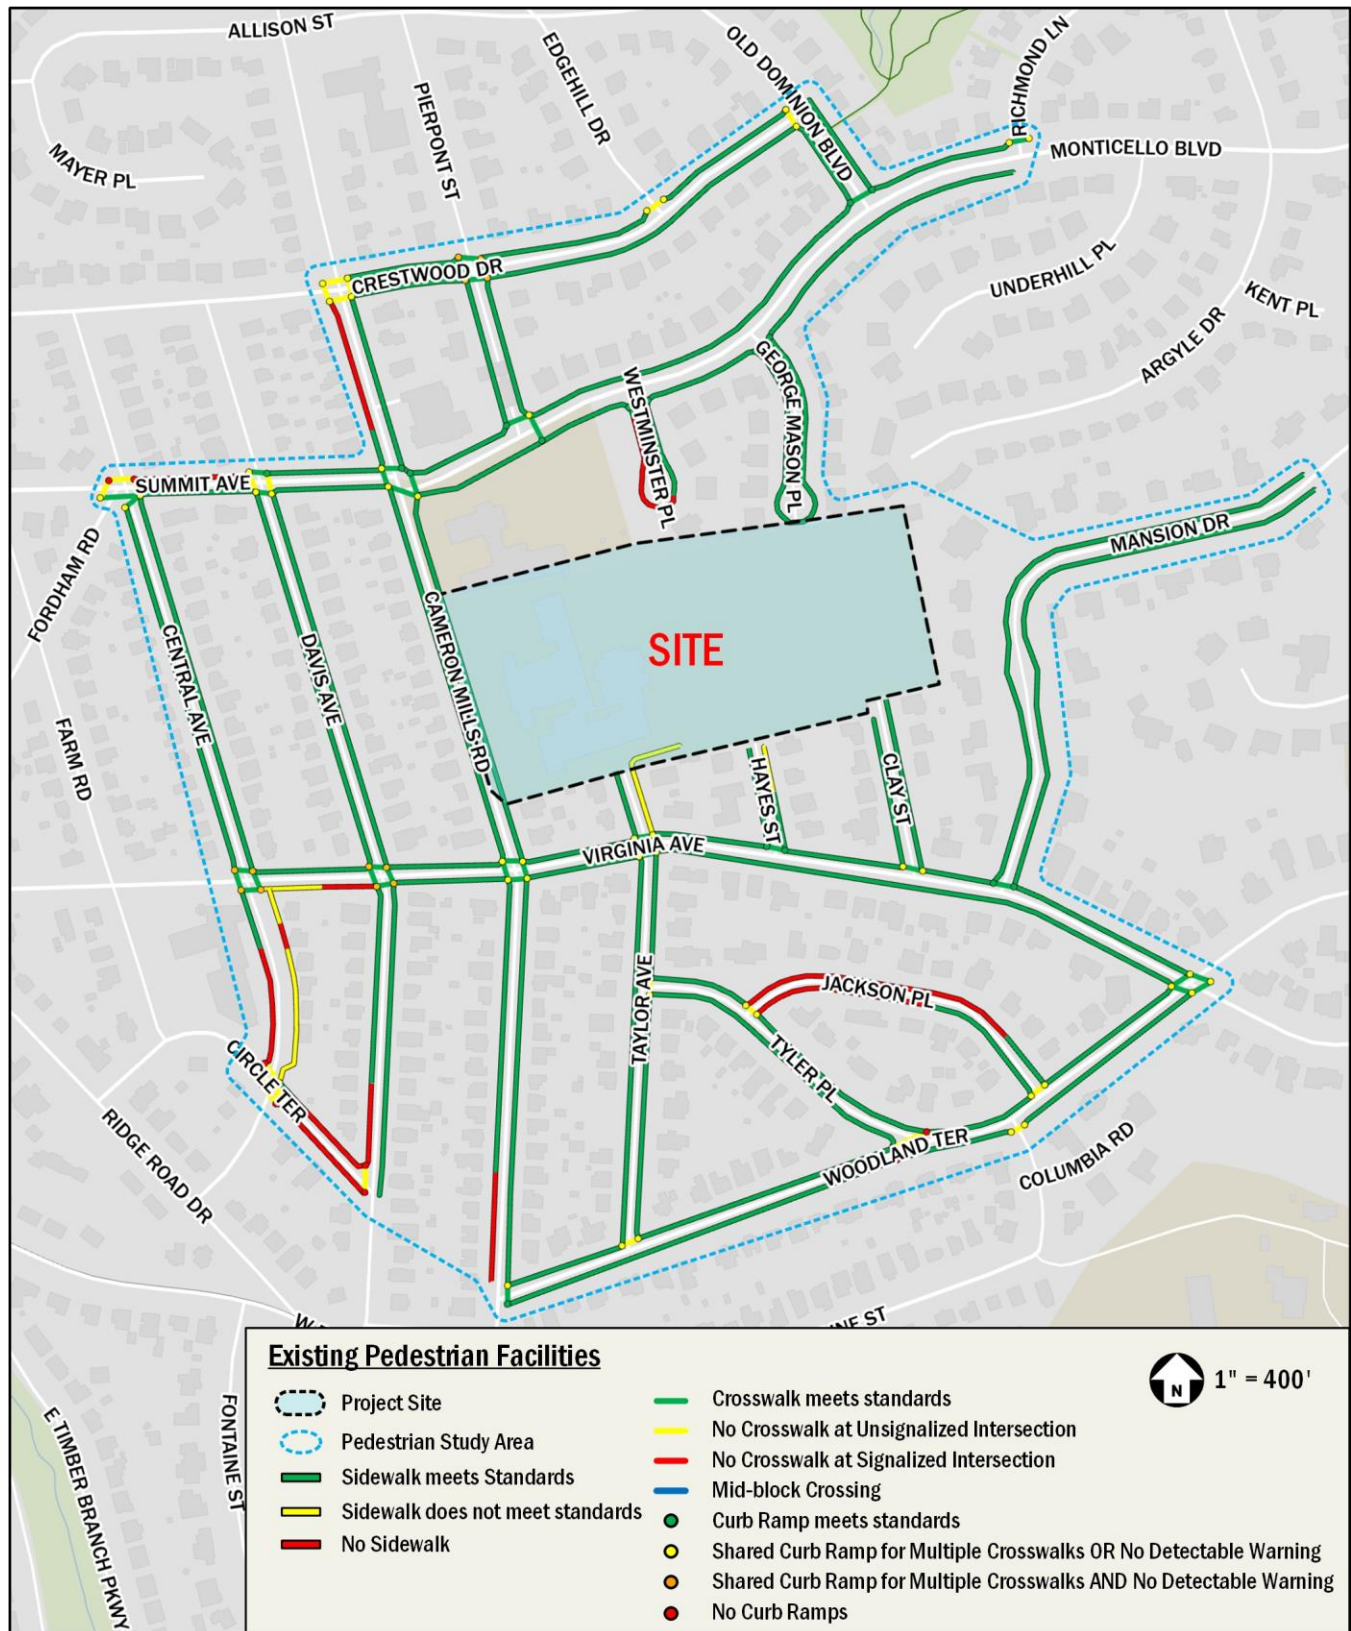 ALLISON ST
EDGEHILL DR
OLD DOMINION BLVD
RICHMOND LN
PIERPONT ST
MAYER PL
MONTICELLO BLVD
CRESTWOOD DR
UNDERHILL PL
KENT PL
ARGYLE DR
GEORGE MASON PL
WESTMINSTER PL
SUMMIT AVE
FORDHAM RD
MANSION DR
CENTRAL AVE
DAVIS AVE
CAMERON MILLS RD
SITE
FARM RD
HAYES ST
CLAY ST
VIRGINIA AVE
TAYLOR AVE
JACKSON PL
TYLER PL
CIRCLE TER
RIDGE ROAD DR
WOODLAND TER
COLUMBIA RD
E TIMBER BRANCH PKWY
FONTAINE ST
Existing Pedestrian Facilities
Project Site
Pedestrian Study Area
Sidewalk meets Standards
Sidewalk does not meet standards
No Sidewalk
Crosswalk meets standards
No Crosswalk at Unsignalized Intersection
No Crosswalk at Signalized Intersection
Mid-block Crossing
Curb Ramp meets standards
Shared Curb Ramp for Multiple Crosswalks OR No Detectable Warning
Shared Curb Ramp for Multiple Crosswalks AND No Detectable Warning
No Curb Ramps
N
1" = 400'